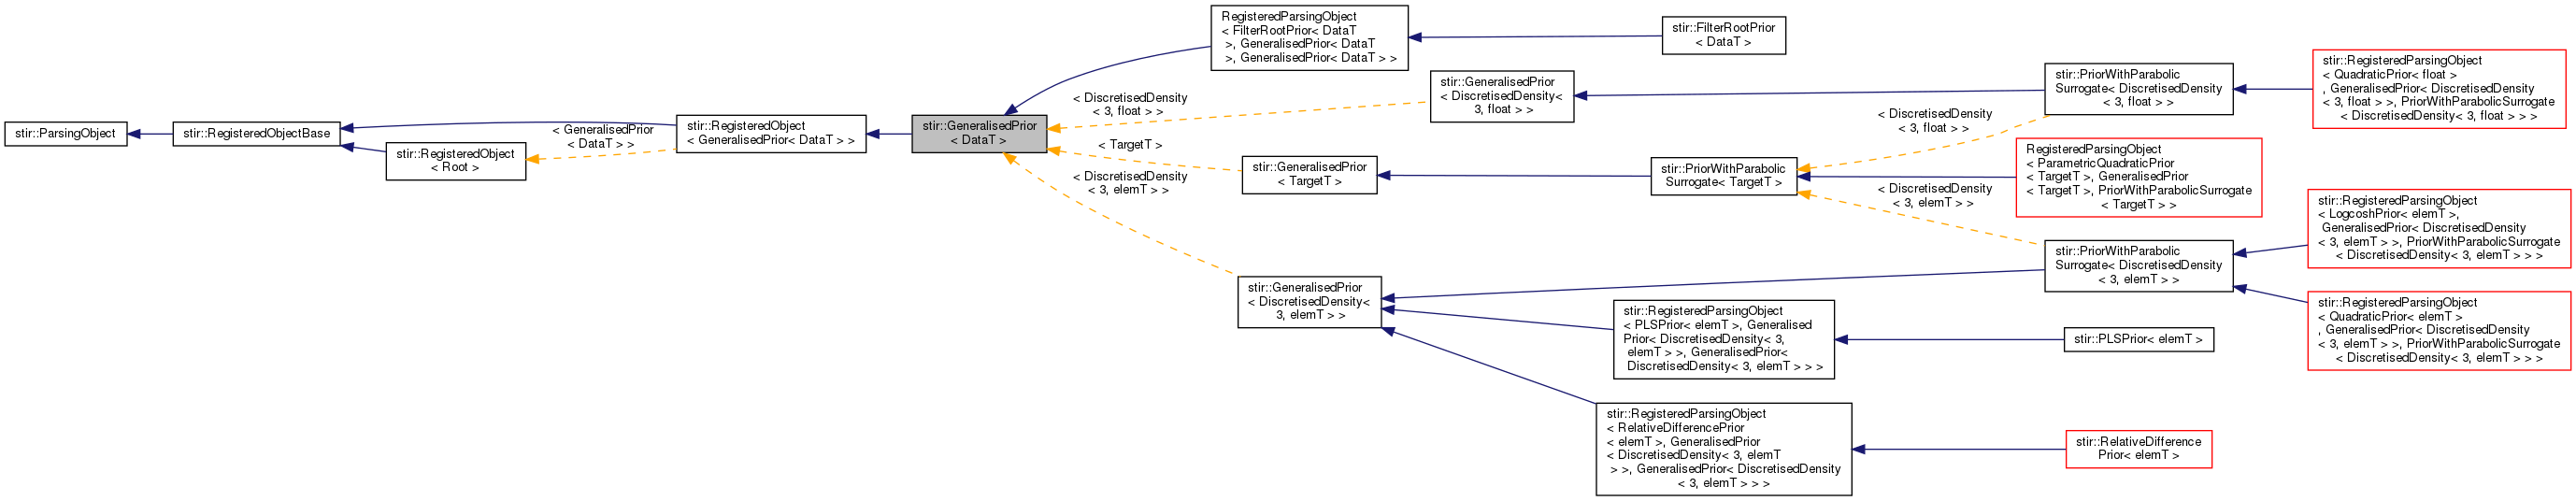 stir::ParsingObject
stir::RegisteredObjectBase
< GeneralisedPrior
< DataT > >
stir::RegisteredObject
< Root >
stir::RegisteredObject
< GeneralisedPrior< DataT > >
stir::GeneralisedPrior
< DataT >
< DiscretisedDensity
< 3, float > >
< TargetT >
< DiscretisedDensity
< 3, elemT > >
RegisteredParsingObject
< FilterRootPrior< DataT
>, GeneralisedPrior< DataT
>, GeneralisedPrior< DataT > >
stir::FilterRootPrior
< DataT >
stir::GeneralisedPrior
< DiscretisedDensity<
3, float > >
stir::GeneralisedPrior
< TargetT >
stir::GeneralisedPrior
< DiscretisedDensity<
3, elemT > >
stir::PriorWithParabolic
Surrogate< TargetT >
< DiscretisedDensity
< 3, float > >
< DiscretisedDensity
< 3, elemT > >
stir::PriorWithParabolic
Surrogate< DiscretisedDensity
< 3, float > >
stir::RegisteredParsingObject
< QuadraticPrior< float >
, GeneralisedPrior< DiscretisedDensity
< 3, float > >, PriorWithParabolicSurrogate
< DiscretisedDensity< 3, float > > >
RegisteredParsingObject
< ParametricQuadraticPrior
< TargetT >, GeneralisedPrior
< TargetT >, PriorWithParabolicSurrogate
< TargetT > >
stir::PriorWithParabolic
Surrogate< DiscretisedDensity
< 3, elemT > >
stir::RegisteredParsingObject
< LogcoshPrior< elemT >,
GeneralisedPrior< DiscretisedDensity
< 3, elemT > >, PriorWithParabolicSurrogate
< DiscretisedDensity< 3, elemT > > >
stir::RegisteredParsingObject
< QuadraticPrior< elemT >
, GeneralisedPrior< DiscretisedDensity
< 3, elemT > >, PriorWithParabolicSurrogate
< DiscretisedDensity< 3, elemT > > >
stir::RegisteredParsingObject
< PLSPrior< elemT >, Generalised
Prior< DiscretisedDensity< 3,
elemT > >, GeneralisedPrior<
DiscretisedDensity< 3, elemT > > >
stir::PLSPrior< elemT >
stir::RegisteredParsingObject
< RelativeDifferencePrior
< elemT >, GeneralisedPrior
< DiscretisedDensity< 3, elemT
> >, GeneralisedPrior< DiscretisedDensity
< 3, elemT > > >
stir::RelativeDifference
Prior< elemT >